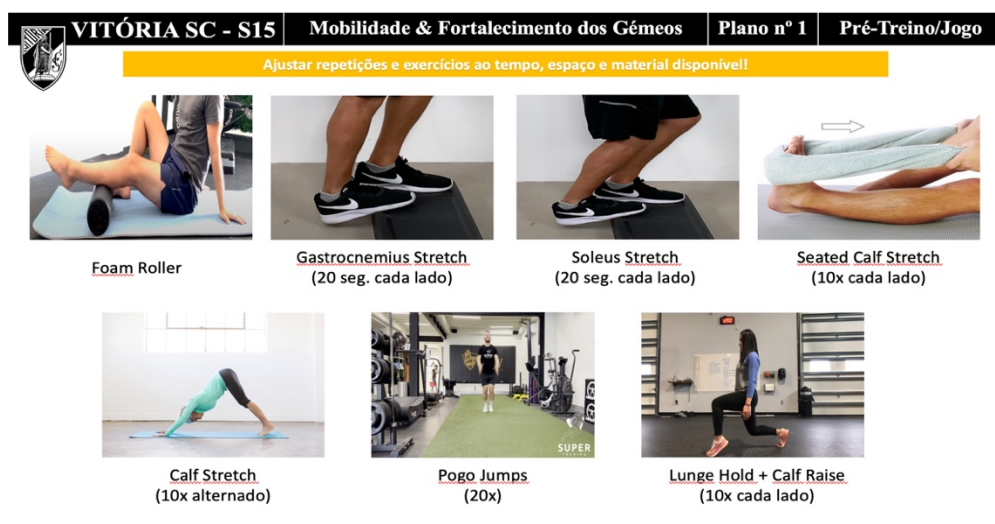 VITÓRIA SC - S15
Mobilidade & Fortalecimento dos Gémeos
Plano nº 1
Pré-Treino/Jogo
Ajustar repetições e exercícios ao tempo, espaço e material disponível!
Foam Roller
Gastrocnemius Stretch
(20 seg. cada lado)
Soleus Stretch
(20 seg. cada lado)
Seated Calf Stretch
(10x cada lado)
SUPER
Calf Stretch
(10x alternado)
Pogo Jumps
(20x)
Lunge Hold + Calf Raise
(10x cada lado)